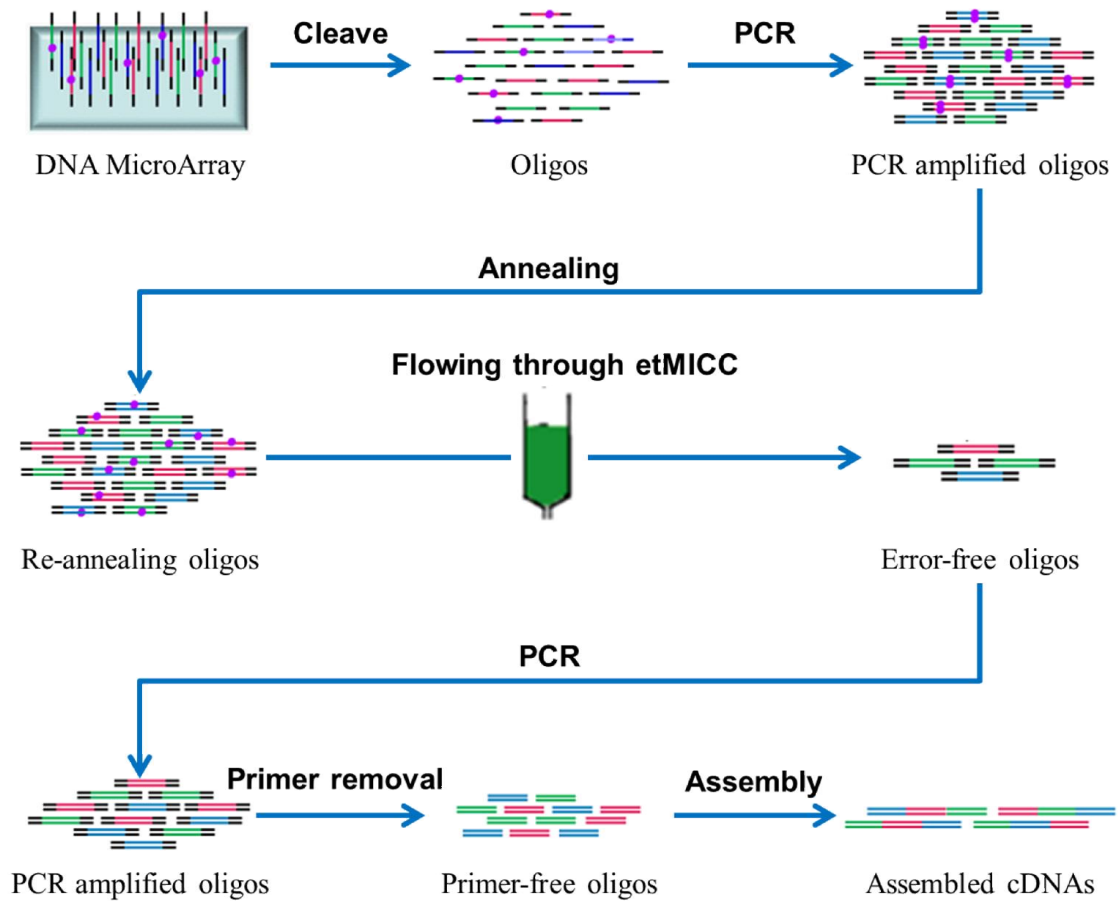 Cleave
PCR
DNA MicroArray
Oligos
PCR amplified oligos
Annealing
Flowing through etMICC
Re-annealing oligos
Error-free oligos
PCR
Primer removal
Assembly
PCR amplified oligos
Primer-free oligos
Assembled cDNAs